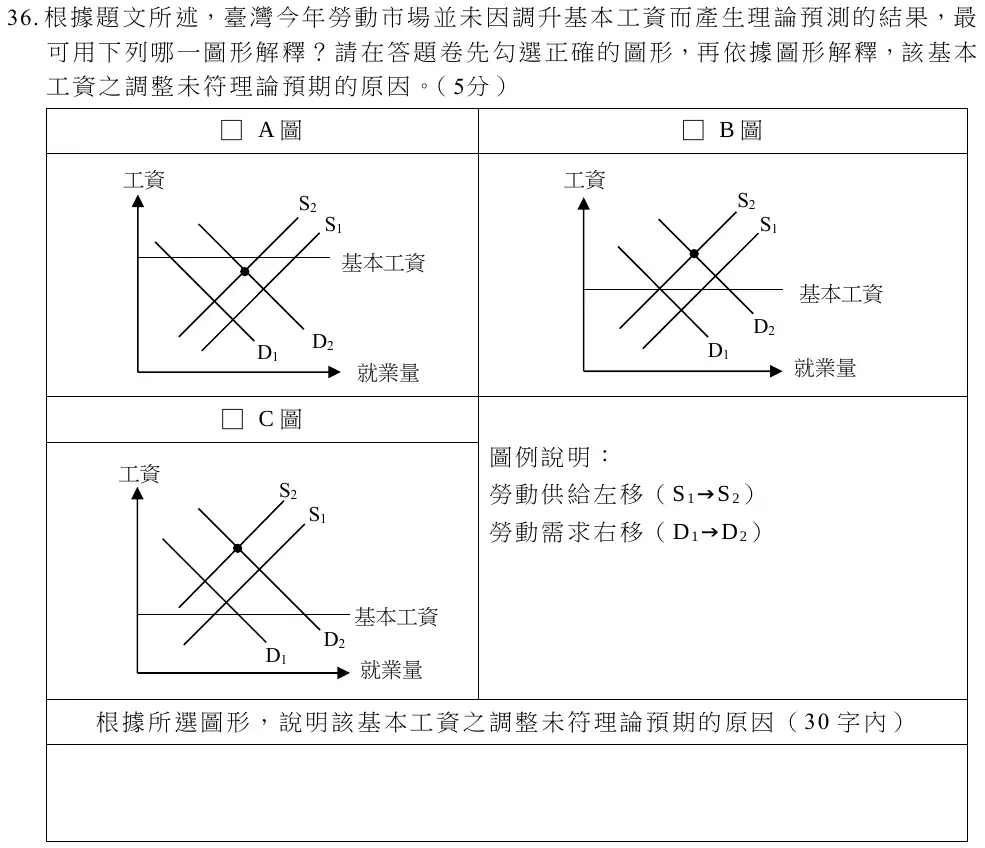 36.根據題文所述，臺灣今年勞動市場並未因調升基本工資而產生理論預測的結果，最
可用下列哪一圖形解釋？請在答題卷先勾選正確的圖形，再依據圖形解釋，該基本
工資之調整未符理論預期的原因。（5分）
□ A圖
□ B圖
工資
S2
S1
基本工資
D2
D1
就業量
工資
S2
S1
基本工資
D2
D1
就業量
□ C圖
工資
S2
S1
基本工資
D2
D1
就業量
圖例說明：
勞動供給左移（S1→S2）
勞動需求右移（D1→D2）
根據所選圖形，說明該基本工資之調整未符理論預期的原因（30字內）